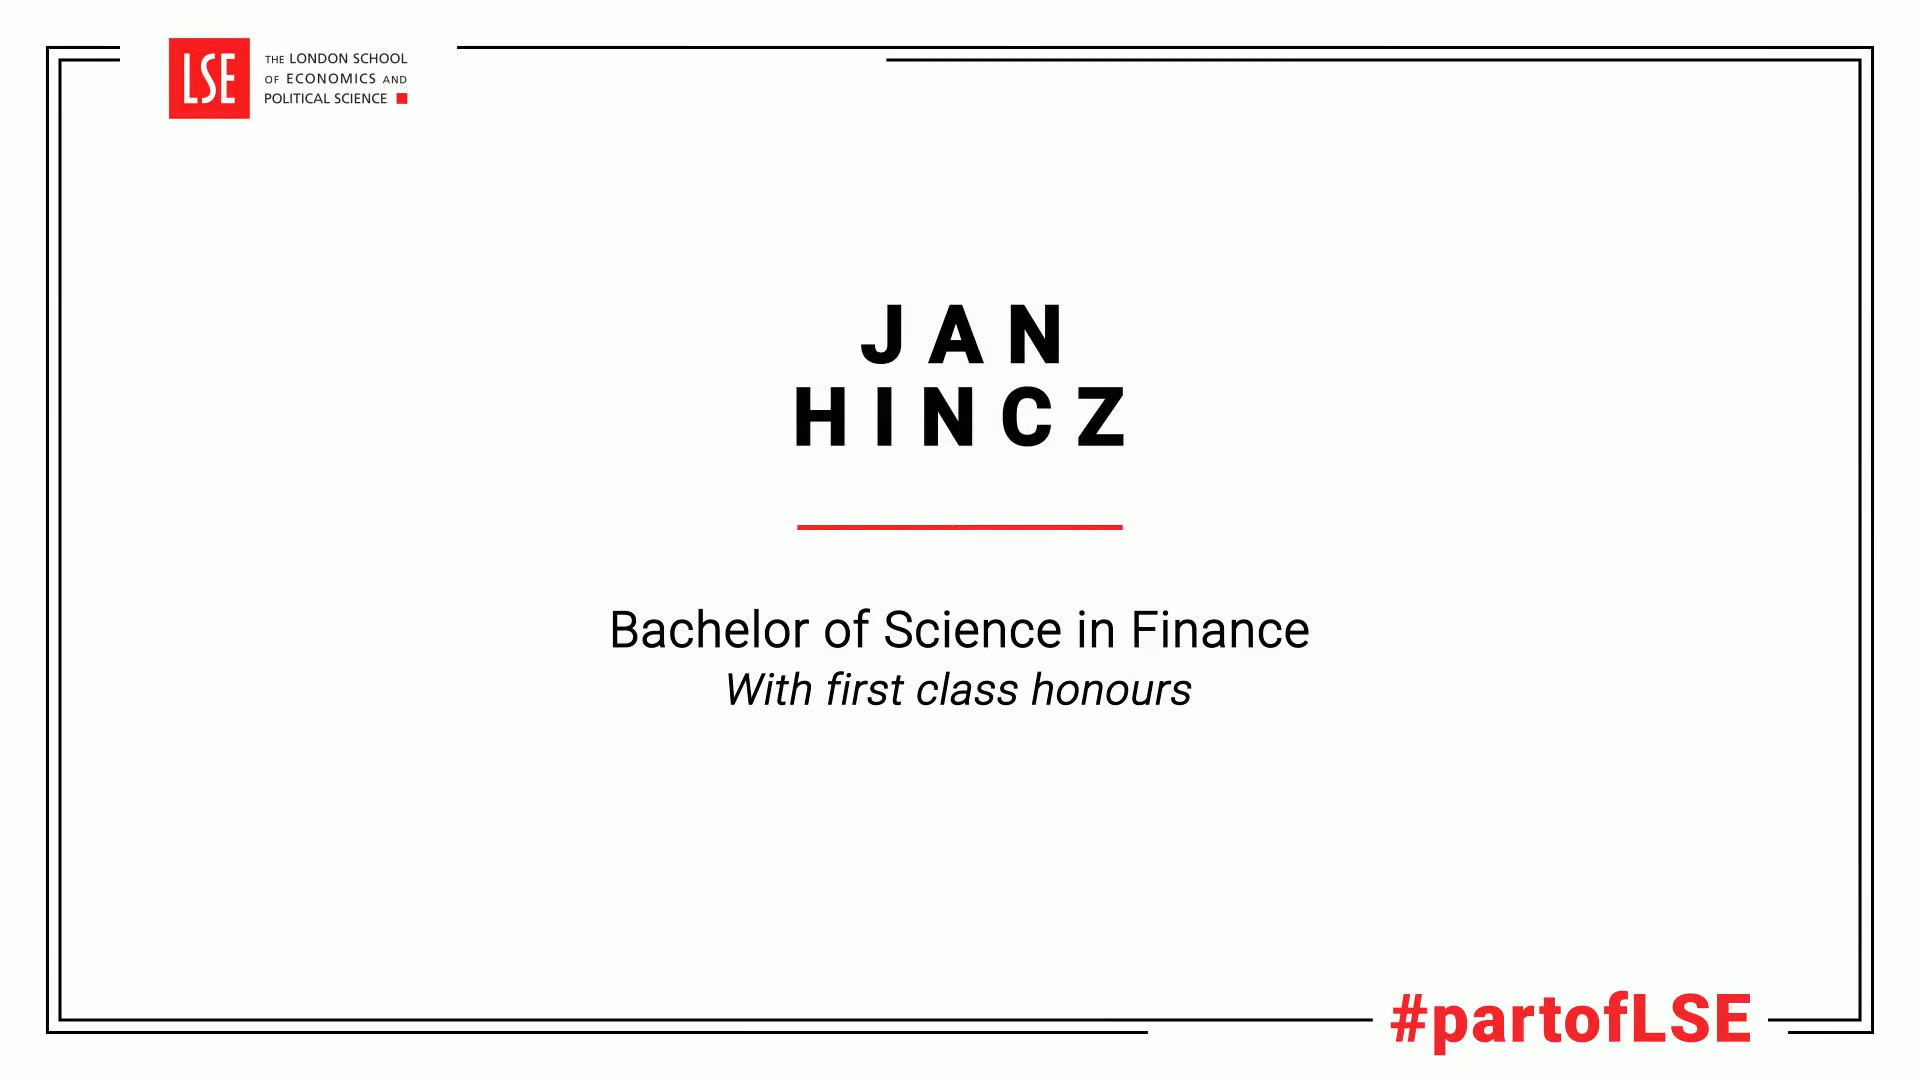 LSE
THE LONDON SCHOOL
OF ECONOMICS AND
POLITICAL SCIENCE
JAN
HINCZ
Bachelor of Science in Finance
With first class honours
#partofLSE